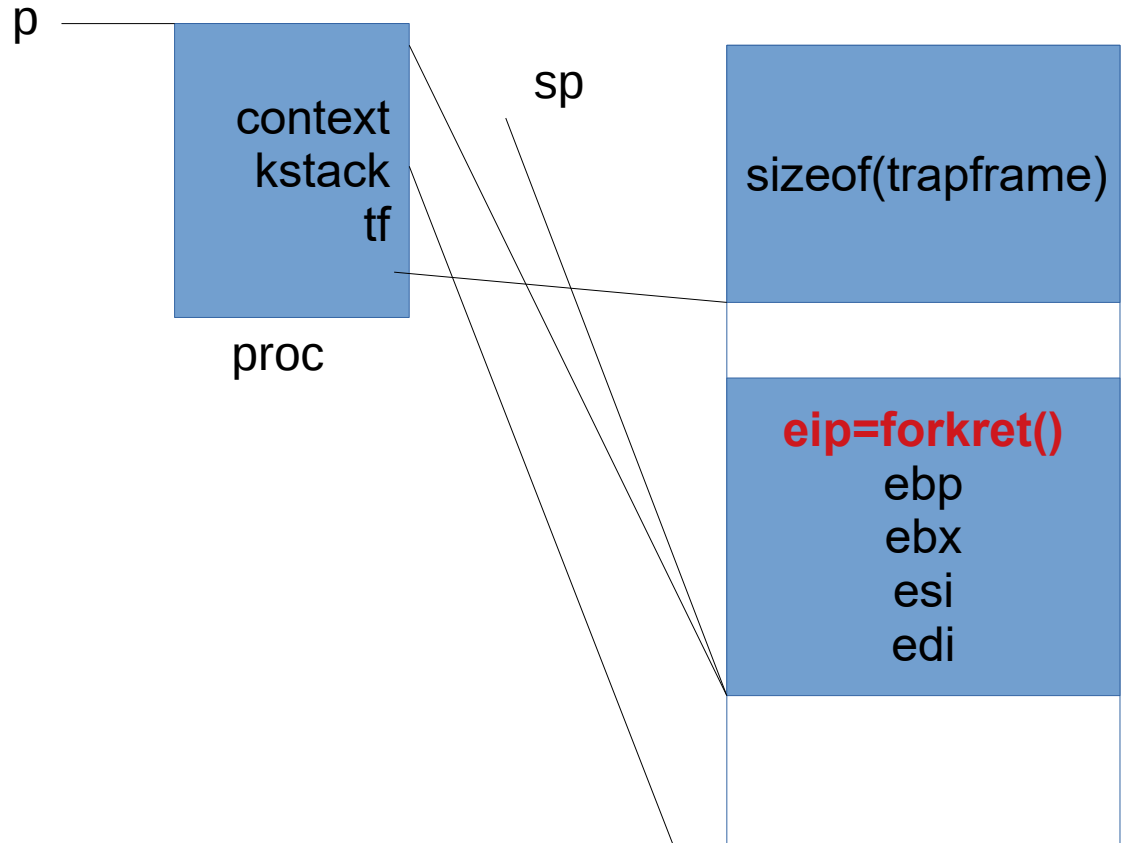 p
context
kstack
tf
proc
sp
sizeof(trapframe)
eip=forkret()
ebp
ebx
esi
edi